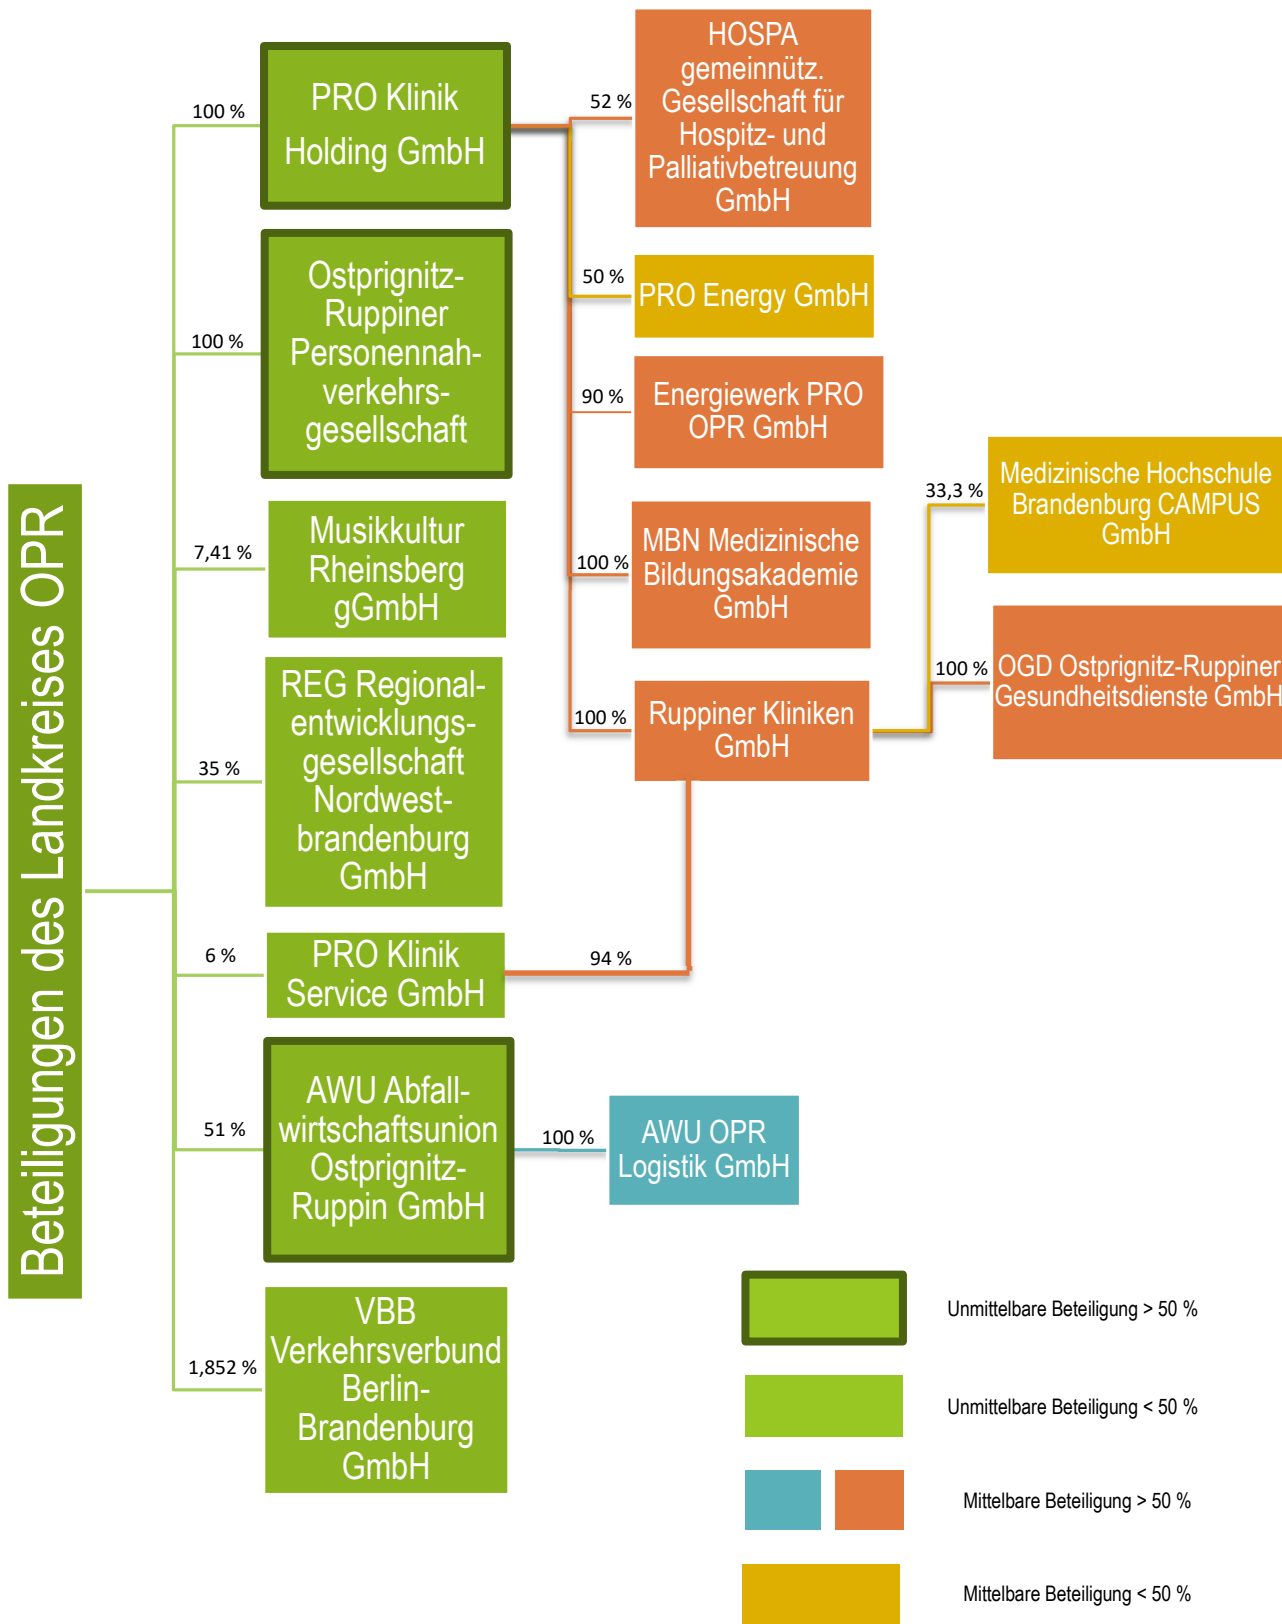 Beteiligungen des Landkreises OPR
100 %
PRO Klinik
Holding GmbH
100 %
Ostprignitz-
Ruppiner
Personennah-
verkehrs-
gesellschaft
7,41 %
Musikkultur
Rheinsberg
gGmbH
35 %
REG Regional-
entwicklungs-
gesellschaft
Nordwest-
brandenburg
GmbH
6 %
PRO Klinik
Service GmbH
94 %
51 %
AWU Abfall-
wirtschaftsunion
Ostprignitz-
Ruppin GmbH
100 %
AWU OPR
Logistik GmbH
1,852 %
VBB
Verkehrsverbund
Berlin-
Brandenburg
GmbH
52 %
HOSPA
gemeinnütz.
Gesellschaft für
Hospitz- und
Palliativbetreuung
GmbH
50 %
PRO Energy GmbH
90 %
Energiewerk PRO
OPR GmbH
100 %
MBN Medizinische
Bildungsakademie
GmbH
100 %
Ruppiner Kliniken
GmbH
33,3 %
Medizinische Hochschule
Brandenburg CAMPUS
GmbH
100 %
OGD Ostprignitz-Ruppiner
Gesundheitsdienste GmbH
Unmittelbare Beteiligung > 50 %
Unmittelbare Beteiligung < 50 %
Mittelbare Beteiligung > 50 %
Mittelbare Beteiligung < 50 %